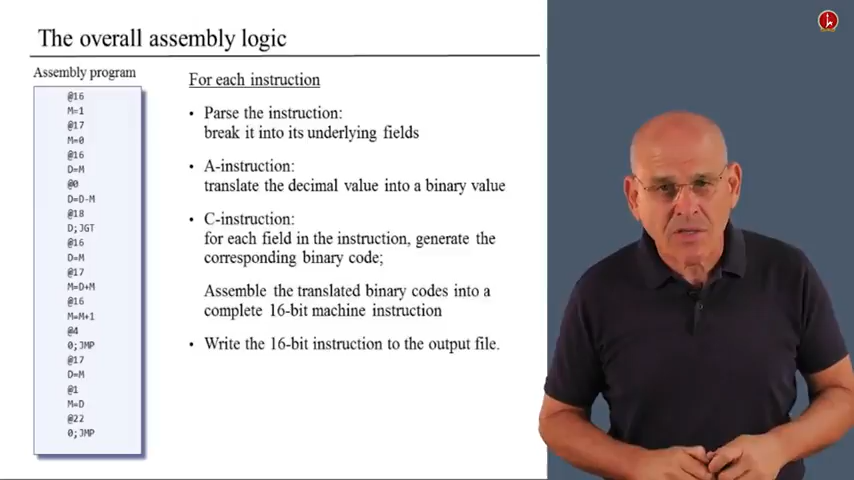 The overall assembly logic
Assembly program
@16
M=1
@17
M=0
@16
D=M
@0
D=D-M
@18
D;JGT
@16
D=M
@17
M=D+M
@16
M=M+1
@4
0;JMP
@17
D=M
@1
M=D
@22
0;JMP
For each instruction
• Parse the instruction:
break it into its underlying fields
• A-instruction:
translate the decimal value into a binary value
• C-instruction:
for each field in the instruction, generate the
corresponding binary code;
Assemble the translated binary codes into a
complete 16-bit machine instruction
• Write the 16-bit instruction to the output file.